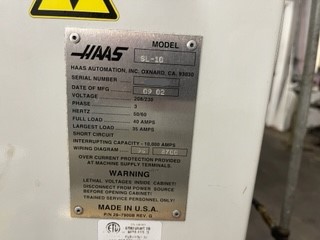 MODEL
HAAS SL-10
HAAS AUTOMATION, INC. OXNARD, CA. 93030
SERIAL NUMBER
DATE OF MFG 09 02
VOLTAGE 208/230
PHASE 3
HERTZ 50/60
FULL LOAD 40 AMPS
LARGEST LOAD 35 AMPS
SHORT CIRCUIT
INTERRUPTING CAPACITY - 10,000 AMPS
WIRING DIAGRAM
OVER CURRENT PROTECTION PROVIDED
AT MACHINE SUPPLY TERMINALS.
WARNING
LETHAL VOLTAGES INSIDE CABINET!
DISCONNECT FROM POWER SOURCE
BEFORE OPENING CABINET!
TRAINED SERVICE PERSONNEL ONLY!
MADE IN U.S.A.